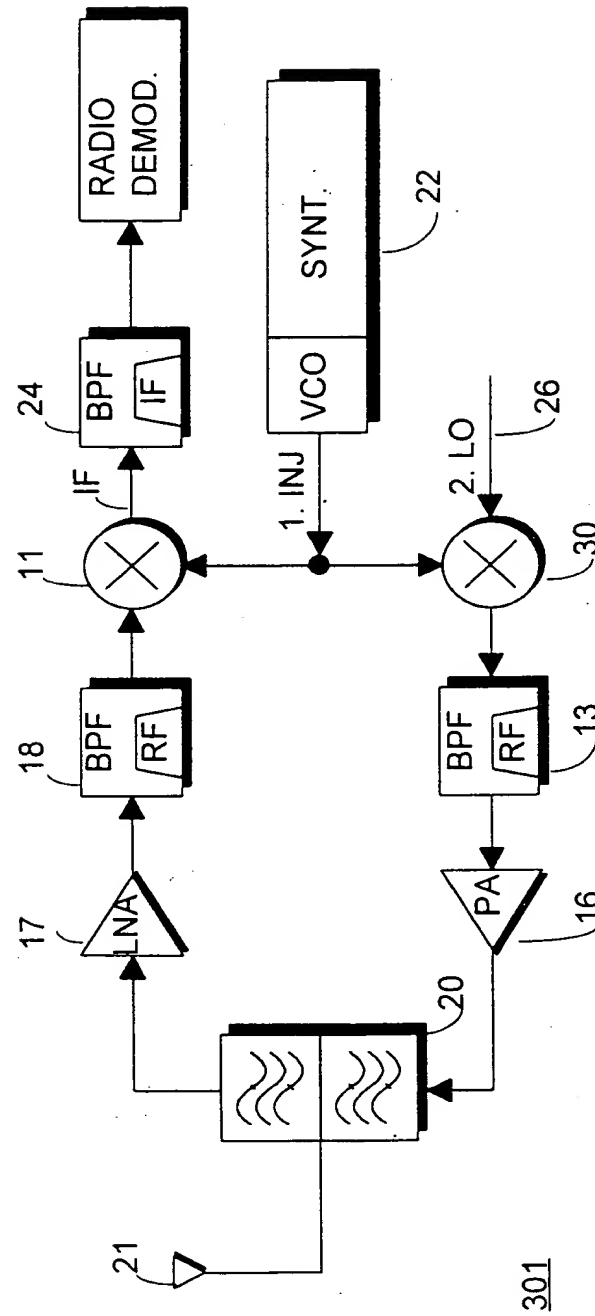 21
301
20
17
LNA
18
BPF
RF
11
IF
24
BPF
IF
RADIO
DEMOD.
1. INJ
VCO
SYNT.
22
16
PA
13
BPF
RF
30
2. LO
26